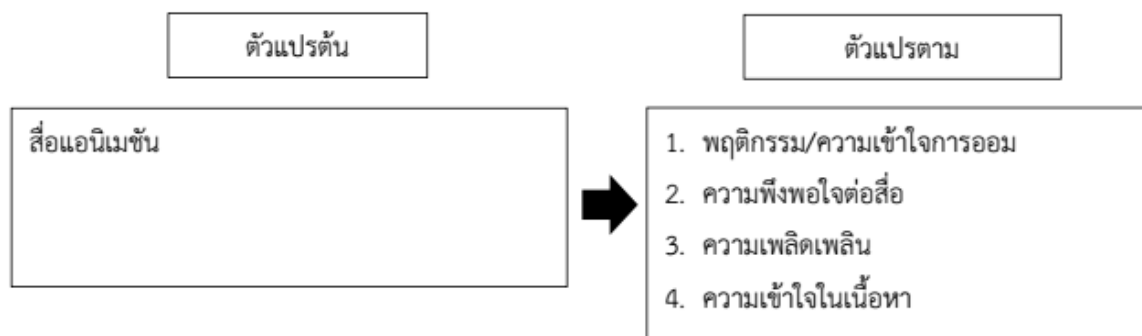 ตัวแปรต้น
ตัวแปรตาม
สื่อแอนิเมชัน
1. พฤติกรรม/ความเข้าใจการออม
2. ความพึงพอใจต่อสื่อ
3. ความเพลิดเพลิน
4. ความเข้าใจในเนื้อหา